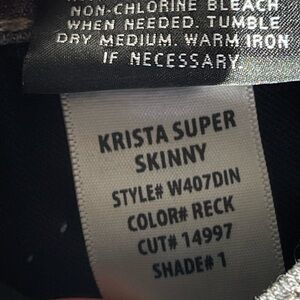 NON-CHLORINE BLEACH
WHEN NEEDED. TUMBLE
DRY MEDIUM. WARM IRON
IF NECESSARY.
KRISTA SUPER
SKINNY
STYLE# W407DIN
COLOR# RECK
CUT# 14997
SHADE# 1